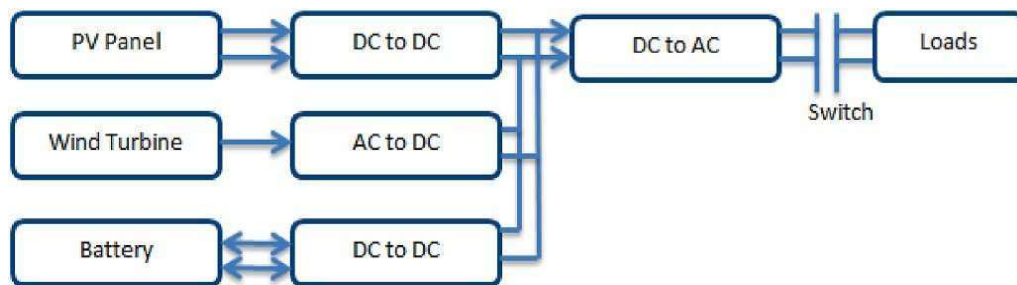 PV Panel
DC to DC
DC to AC
Loads
Switch
Wind Turbine
AC to DC
Battery
DC to DC